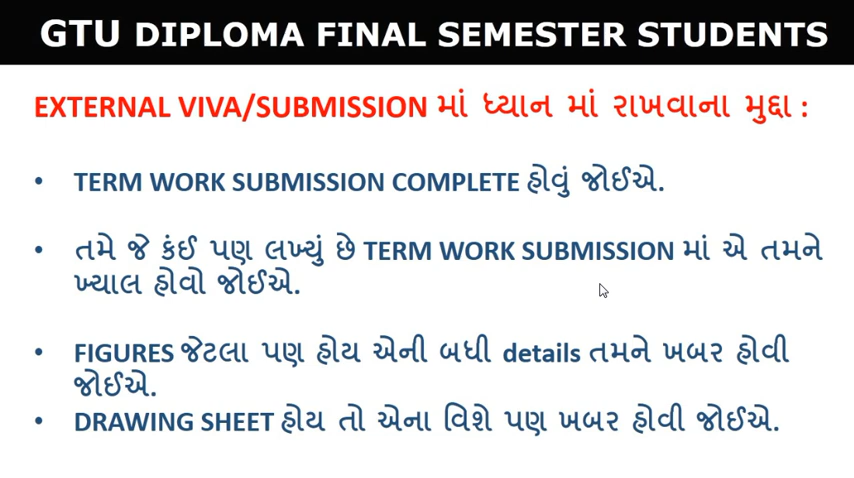 GTU DIPLOMA FINAL SEMESTER STUDENTS
EXTERNAL VIVA/SUBMISSION માં ધ્યાન માં રાખવાના મુદ્દા :
• TERM WORK SUBMISSION COMPLETE હોવું જોઈએ.
• તમે જે કંઈ પણ લખ્યું છે TERM WORK SUBMISSION માં એ તમને
ખ્યાલ હોવો જોઈએ.
• FIGURES જેટલા પણ હોય એની બધી details તમને ખબર હોવી
જોઈએ.
• DRAWING SHEET હોય તો એના વિશે પણ ખબર હોવી જોઈએ.